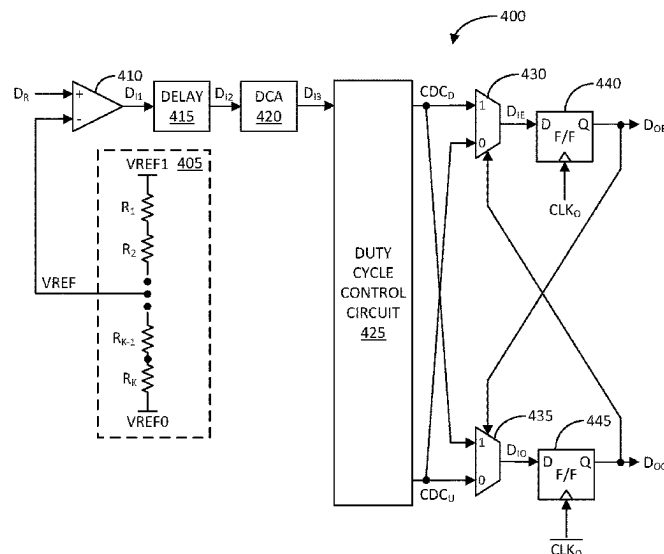 400
410
D_R
+
-
D_I1
DELAY
415
D_I2
DCA
420
D_I3
CDC_D
430
1
0
D_IE
440
D Q
F/F
D_OE
CLK_O
VREF1
405
R_1
R_2
VREF
R_K-1
R_K
VREF0
DUTY
CYCLE
CONTROL
CIRCUIT
425
435
1
0
D_IO
445
D Q
F/F
D_OO
CDC_U
CLK_O